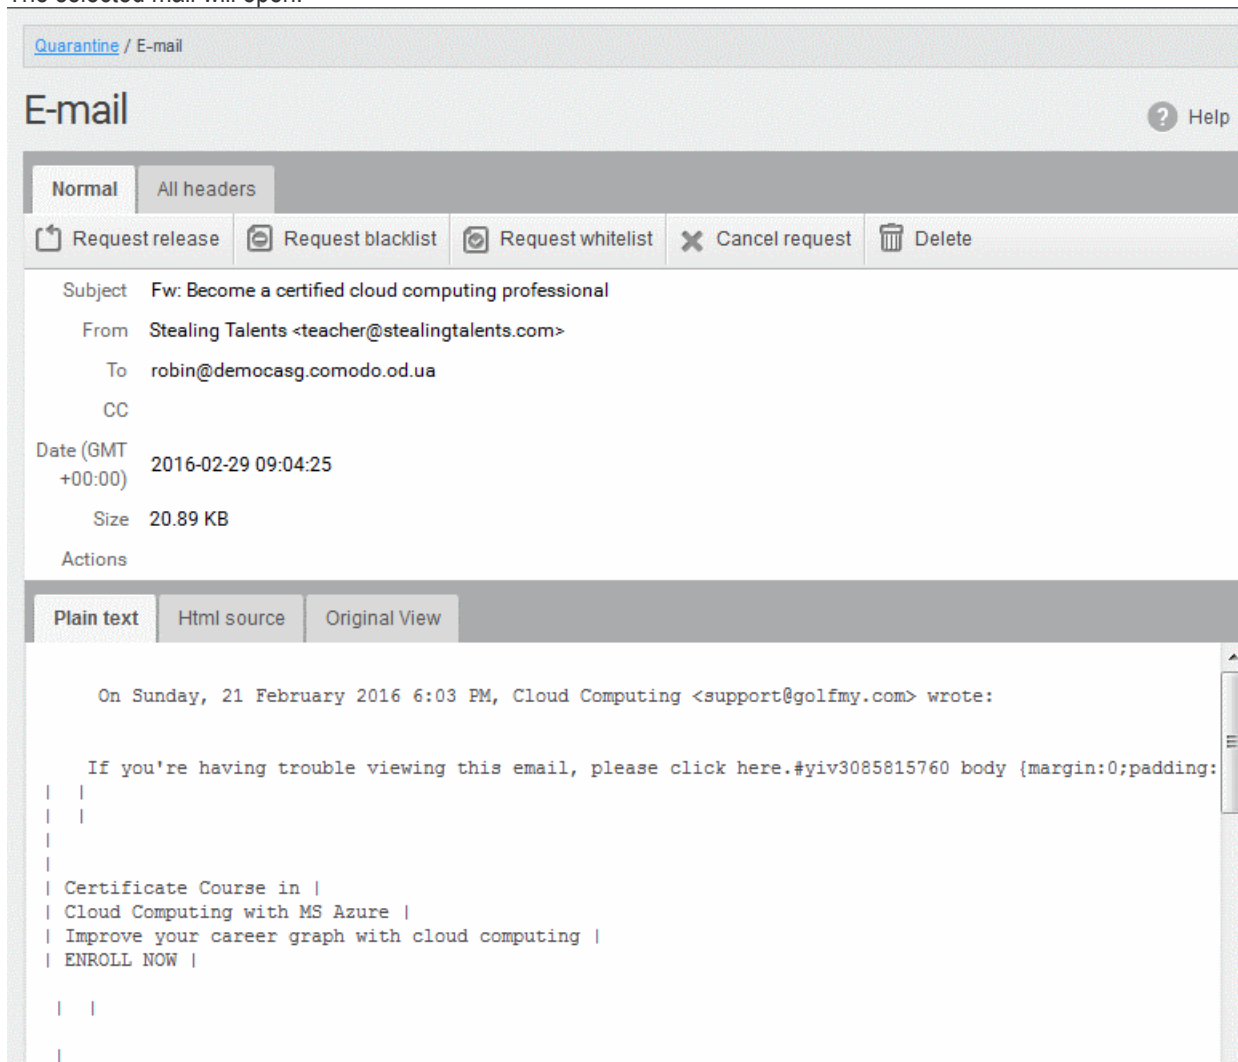 The selected mail will open.
Quarantine / E-mail
E-mail
Help
Normal All headers
Request release Request blacklist Request whitelist Cancel request Delete
Subject Fw: Become a certified cloud computing professional
From Stealing Talents <teacher@stealingtalents.com>
To robin@democasg.comodo.od.ua
CC
Date (GMT
+00:00) 2016-02-29 09:04:25
Size 20.89 KB
Actions
Plain text Html source Original View
On Sunday, 21 February 2016 6:03 PM, Cloud Computing <support@golfmy.com> wrote:
If you're having trouble viewing this email, please click here.#yiv3085815760 body {margin:0;padding:
| |
| |
|
|
| Certificate Course in |
| Cloud Computing with MS Azure |
| Improve your career graph with cloud computing |
| ENROLL NOW |
| |
|